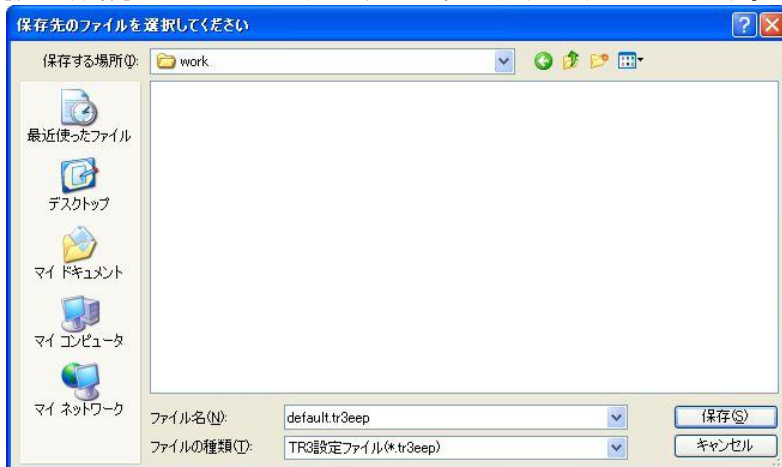 保存先のファイルを選択してください
保存する場所(I):
work
最近使ったファイル
デスクトップ
マイ ドキュメント
マイ コンピュータ
マイ ネットワーク
ファイル名(N):
default.tr3eep
保存(S)
ファイルの種類(T):
TR3設定ファイル(*.tr3eep)
キャンセル